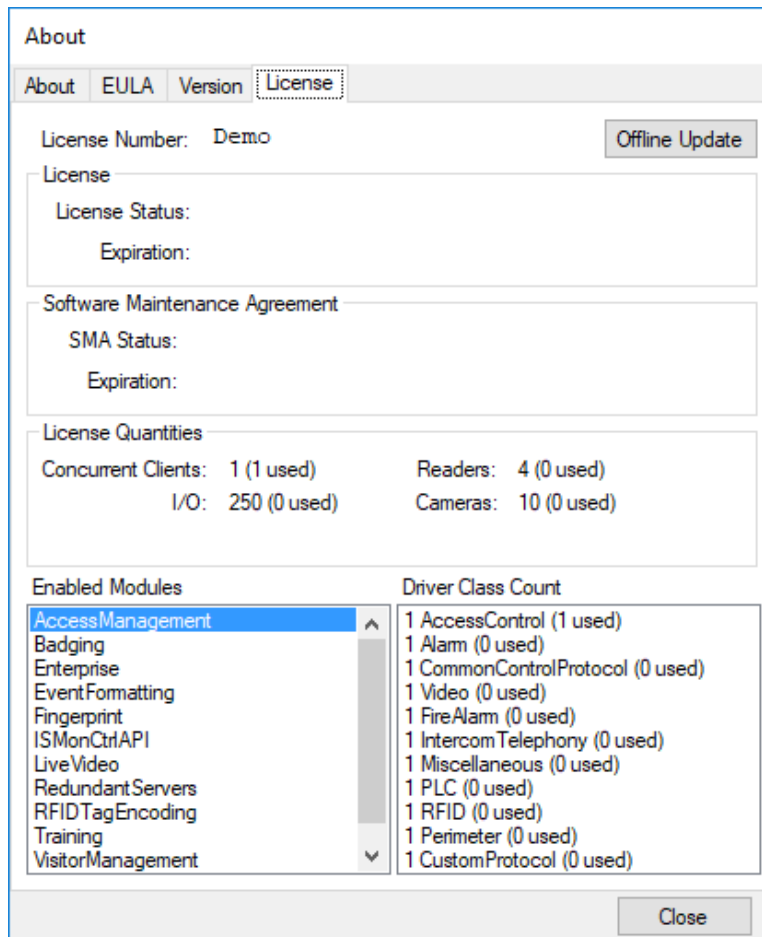 About
About EULA Version License
License Number: Demo Offline Update
License
License Status:
Expiration:
Software Maintenance Agreement
SMA Status:
Expiration:
License Quantities
Concurrent Clients: 1 (1 used) Readers: 4 (0 used)
I/O: 250 (0 used) Cameras: 10 (0 used)
Enabled Modules
AccessManagement
Badging
Enterprise
EventFormatting
Fingerprint
ISMonCtrlAPI
LiveVideo
RedundantServers
RFIDTagEncoding
Training
VisitorManagement
Driver Class Count
1 AccessControl (1 used)
1 Alarm (0 used)
1 CommonControlProtocol (0 used)
1 Video (0 used)
1 FireAlarm (0 used)
1 IntercomTelephony (0 used)
1 Miscellaneous (0 used)
1 PLC (0 used)
1 RFID (0 used)
1 Perimeter (0 used)
1 CustomProtocol (0 used)
Close